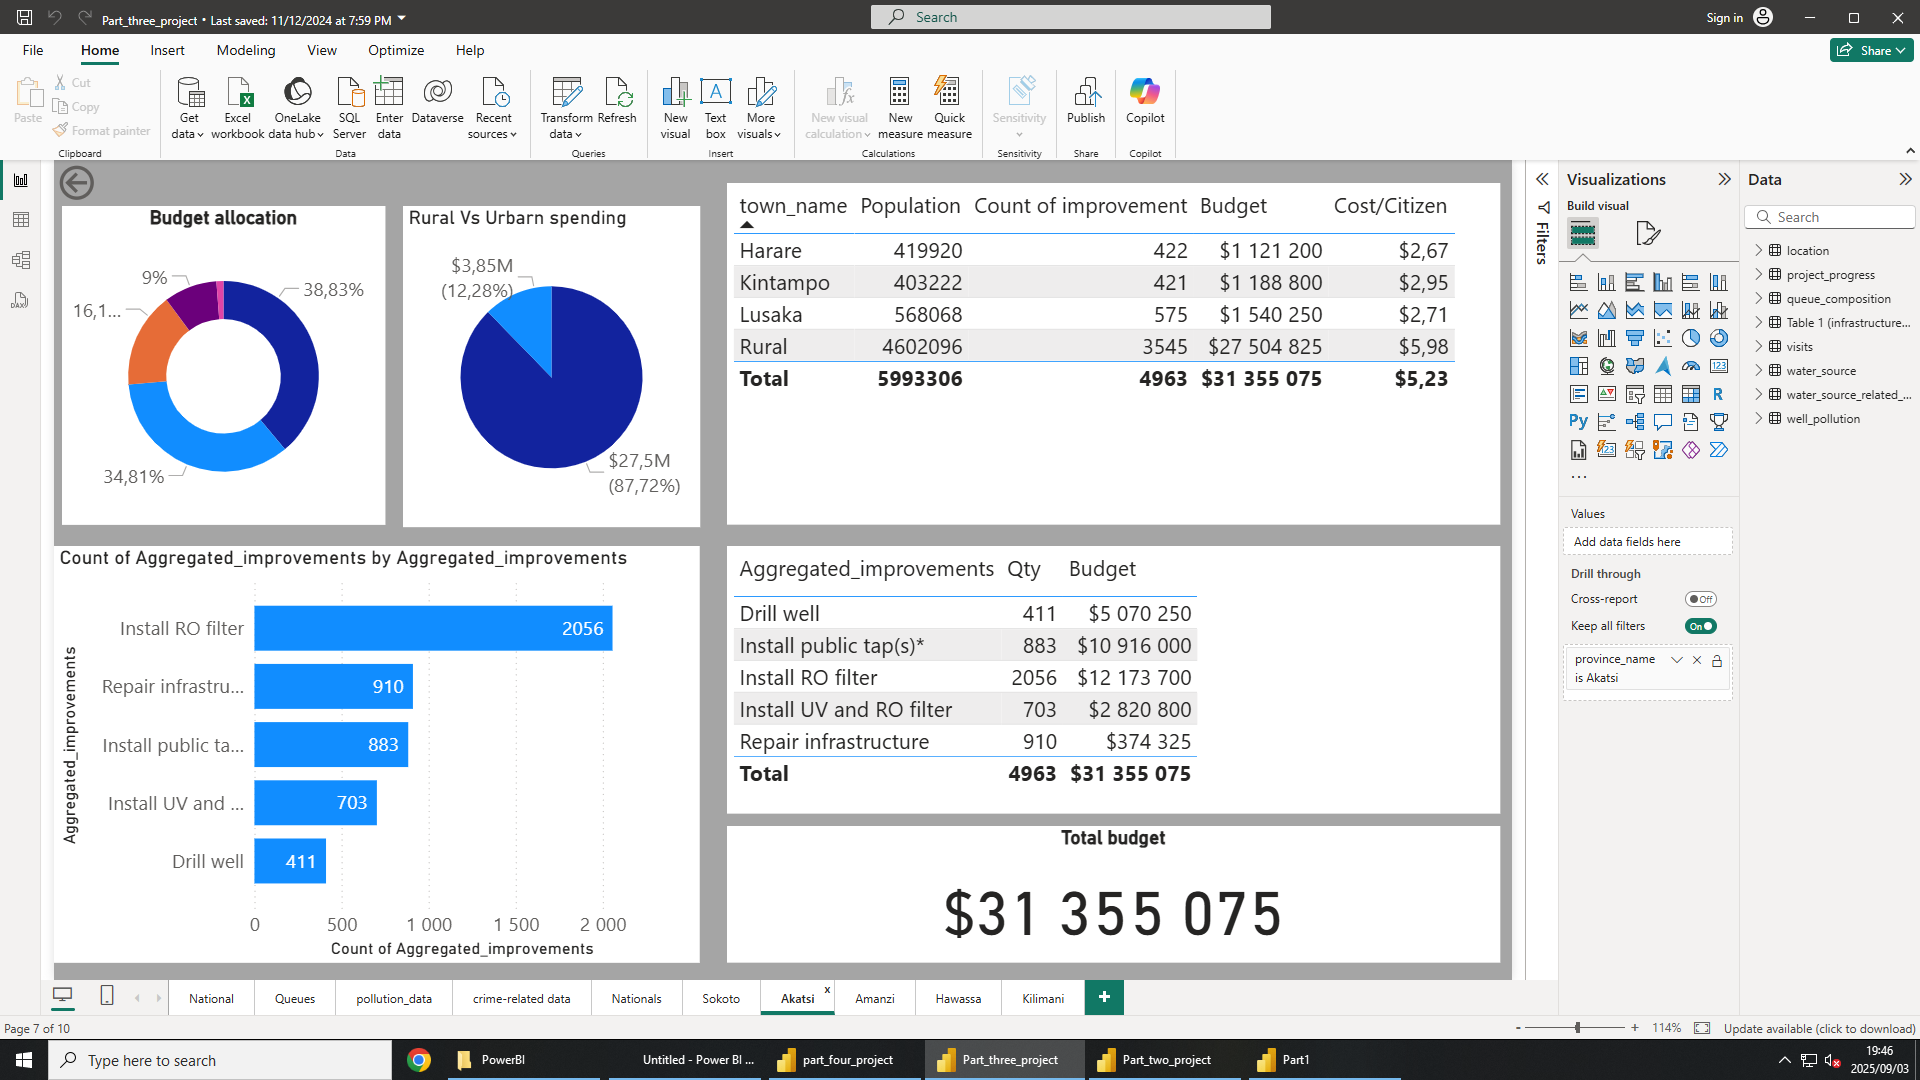 Part_three_project • Last saved: 11/12/2024 at 7:59 PM
Search
Sign in
File Home Insert Modeling View Optimize Help
Share
Paste
Cut
Copy
Format painter
Clipboard
Get data
Excel workbook
OneLake data hub
SQL Server
Enter data
Dataverse
Recent sources
Data
Transform data
Refresh
Queries
New visual
Text box
More visuals
Insert
New visual calculation
New measure
Quick measure
Calculations
Sensitivity
Sensitivity
Publish
Share
Copilot
Copilot
Budget allocation
9%
38,83%
16,1...
34,81%
Rural Vs Urbarn spending
$3,85M
(12,28%)
$27,5M
(87,72%)
town_name Population Count of improvement Budget Cost/Citizen
Harare 419920 422 $1 121 200 $2,67
Kintampo 403222 421 $1 188 800 $2,95
Lusaka 568068 575 $1 540 250 $2,71
Rural 4602096 3545 $27 504 825 $5,98
Total 5993306 4963 $31 355 075 $5,23
Count of Aggregated_improvements by Aggregated_improvements
Aggregated_improvements
Install RO filter 2056
Repair infrastru... 910
Install public ta... 883
Install UV and ... 703
Drill well 411
0 500 1 000 1 500 2 000
Count of Aggregated_improvements
Aggregated_improvements Qty Budget
Drill well 411 $5 070 250
Install public tap(s)* 883 $10 916 000
Install RO filter 2056 $12 173 700
Install UV and RO filter 703 $2 820 800
Repair infrastructure 910 $374 325
Total 4963 $31 355 075
Total budget
$31 355 075
Filters
Visualizations
Build visual
123
R
Py
123
...
Values
Add data fields here
Drill through
Cross-report Off
Keep all filters On
province_name
is Akatsi
Data
Search
location
project_progress
queue_composition
Table 1 (infrastructure...
visits
water_source
water_source_related_...
well_pollution
DAX
National Queues pollution_data crime-related data Nationals Sokoto Akatsi x Amanzi Hawassa Kilimani +
Page 7 of 10
- + 114%
Update available (click to download)
Type here to search
PowerBI
Untitled - Power BI ...
part_four_project
Part_three_project
Part_two_project
Part1
19:46
2025/09/03